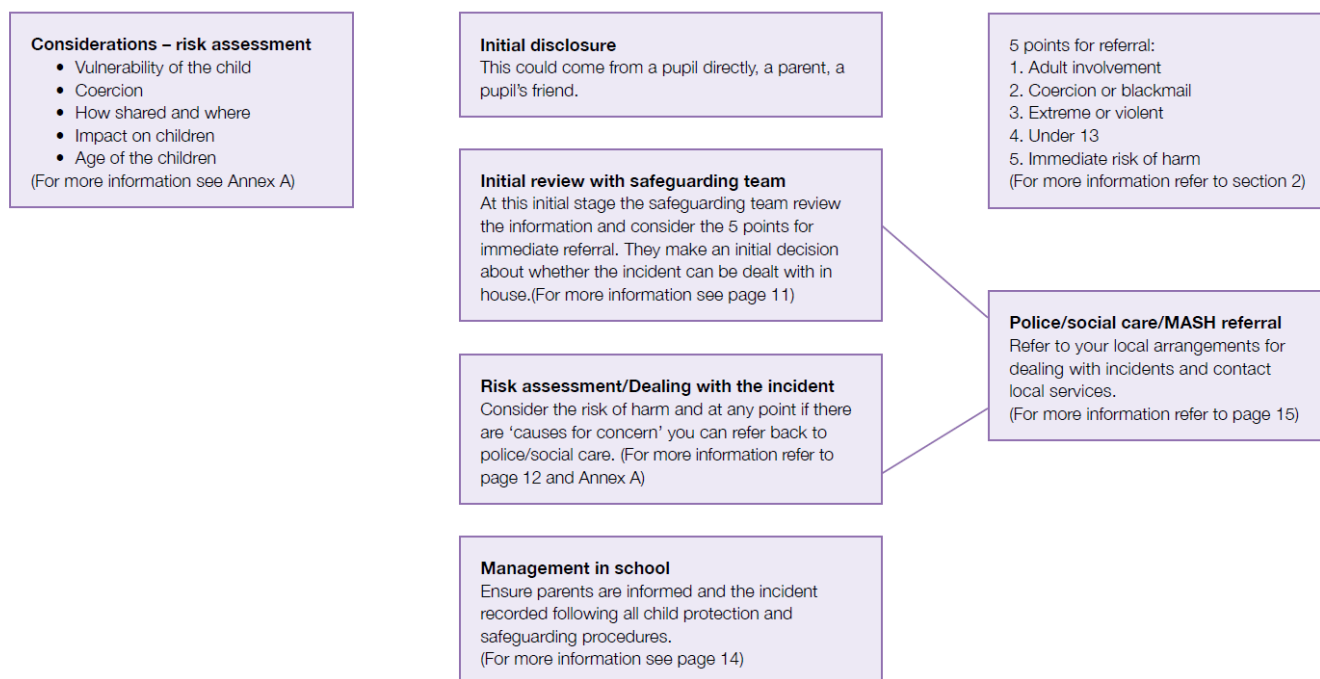 Considerations – risk assessment
• Vulnerability of the child
• Coercion
• How shared and where
• Impact on children
• Age of the children
(For more information see Annex A)
Initial disclosure
This could come from a pupil directly, a parent, a
pupil's friend.
Initial review with safeguarding team
At this initial stage the safeguarding team review
the information and consider the 5 points for
immediate referral. They make an initial decision
about whether the incident can be dealt with in
house.(For more information see page 11)
Risk assessment/Dealing with the incident
Consider the risk of harm and at any point if there
are ‘causes for concern’ you can refer back to
police/social care. (For more information refer to
page 12 and Annex A)
Management in school
Ensure parents are informed and the incident
recorded following all child protection and
safeguarding procedures.
(For more information see page 14)
5 points for referral:
1. Adult involvement
2. Coercion or blackmail
3. Extreme or violent
4. Under 13
5. Immediate risk of harm
(For more information refer to section 2)
Police/social care/MASH referral
Refer to your local arrangements for
dealing with incidents and contact
local services.
(For more information refer to page 15)